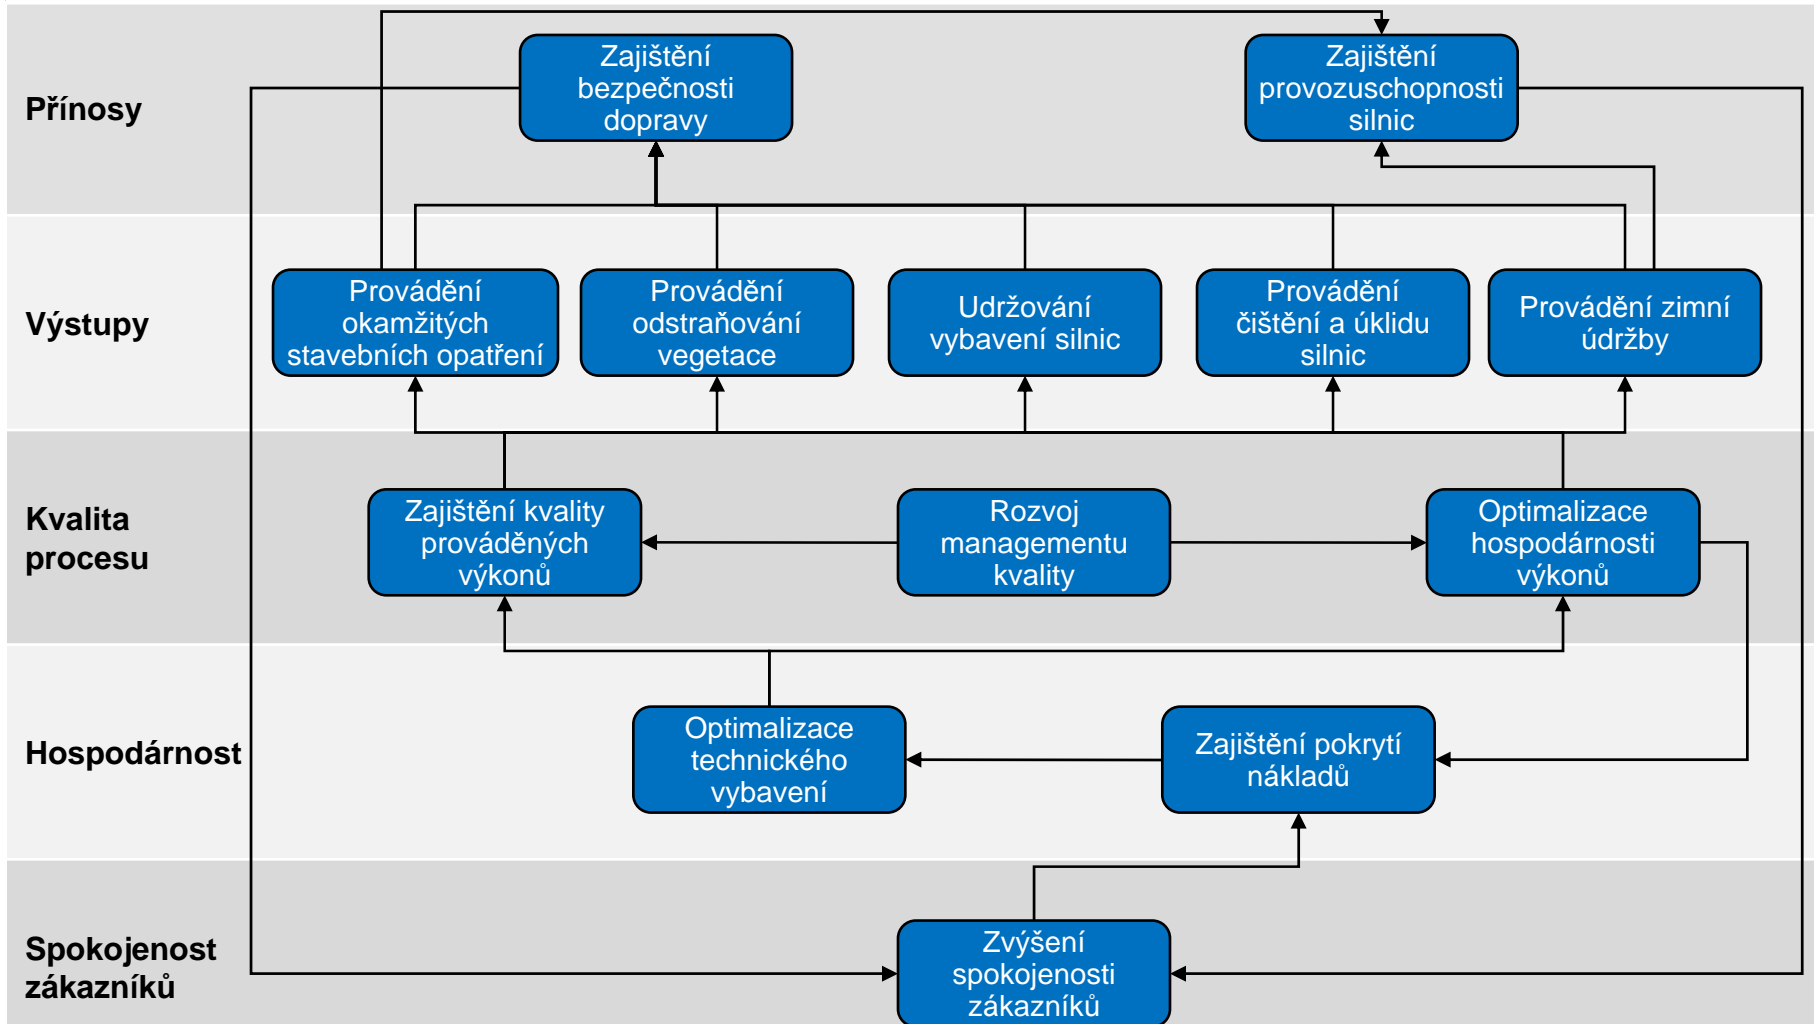 Přínosy
Zajištění
bezpečnosti
dopravy
Zajištění
provozuschopnosti
silnic
Výstupy
Provádění
okamžitých
stavebních opatření
Provádění
odstraňování
vegetace
Udržování
vybavení silnic
Provádění
čištění a úklidu
silnic
Provádění zimní
údržby
Kvalita
procesu
Zajištění kvality
prováděných
výkonů
Rozvoj
managementu
kvality
Optimalizace
hospodárnosti
výkonů
Hospodárnost
Optimalizace
technického
vybavení
Zajištění pokrytí
nákladů
Spokojenost
zákazníků
Zvýšení
spokojenosti
zákazníků